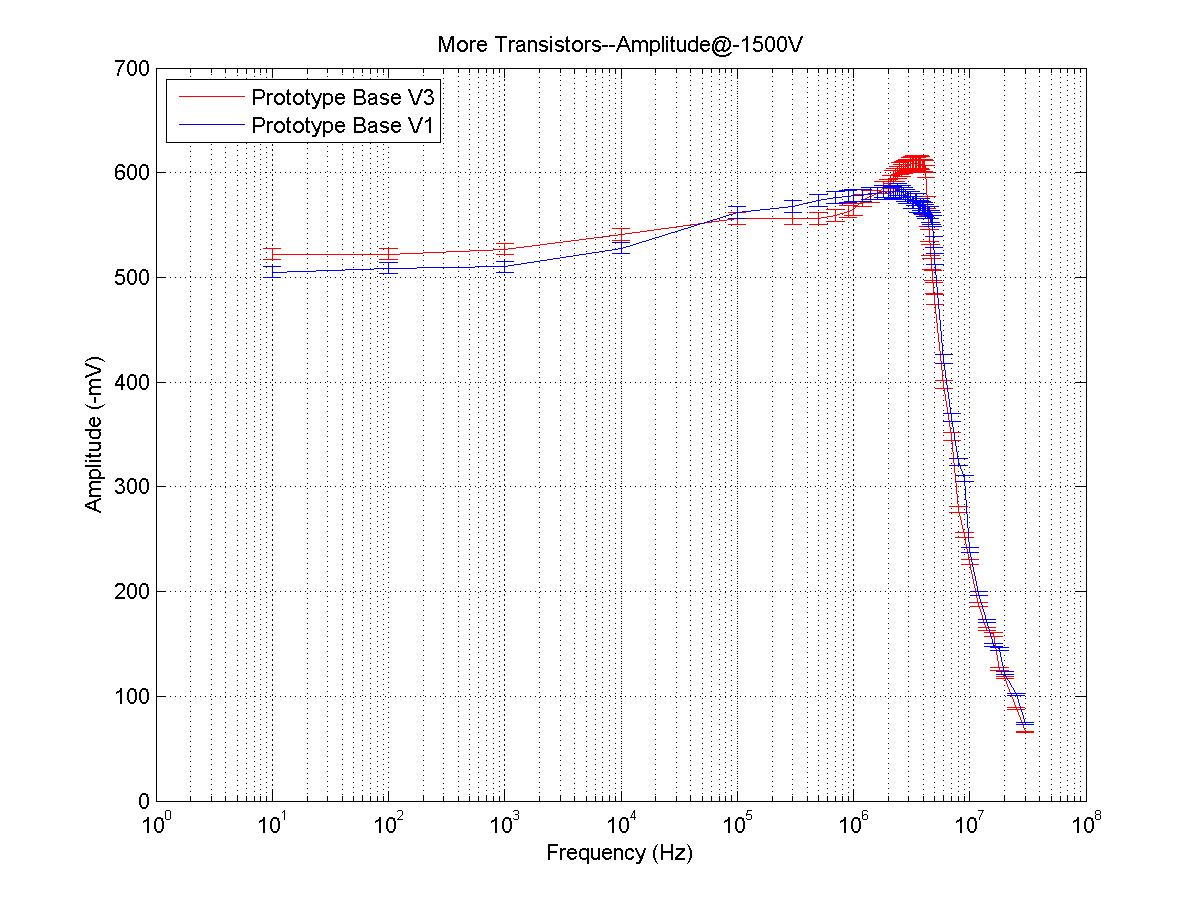 More Transistors--Amplitude@-1500V
700
600
500
400
300
200
100
0
Amplitude (-mV)
Prototype Base V3
Prototype Base V1
10⁰ 10¹ 10² 10³ 10⁴ 10⁵ 10⁶ 10⁷ 10⁸
Frequency (Hz)